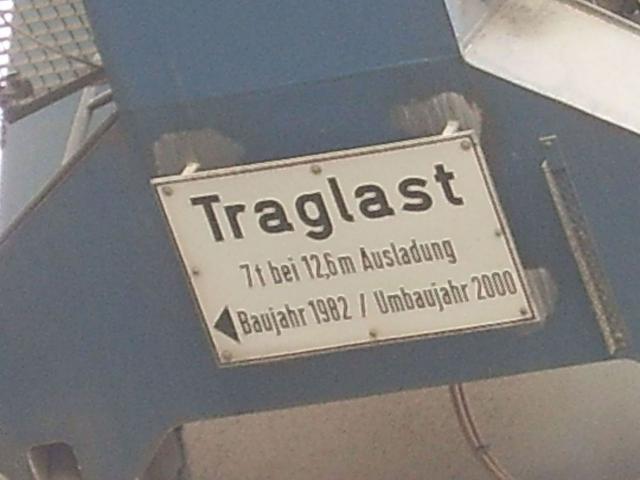 Traglast
7t bei 12,6m Ausladung
Baujahr 1982 / Umbaujahr 2000